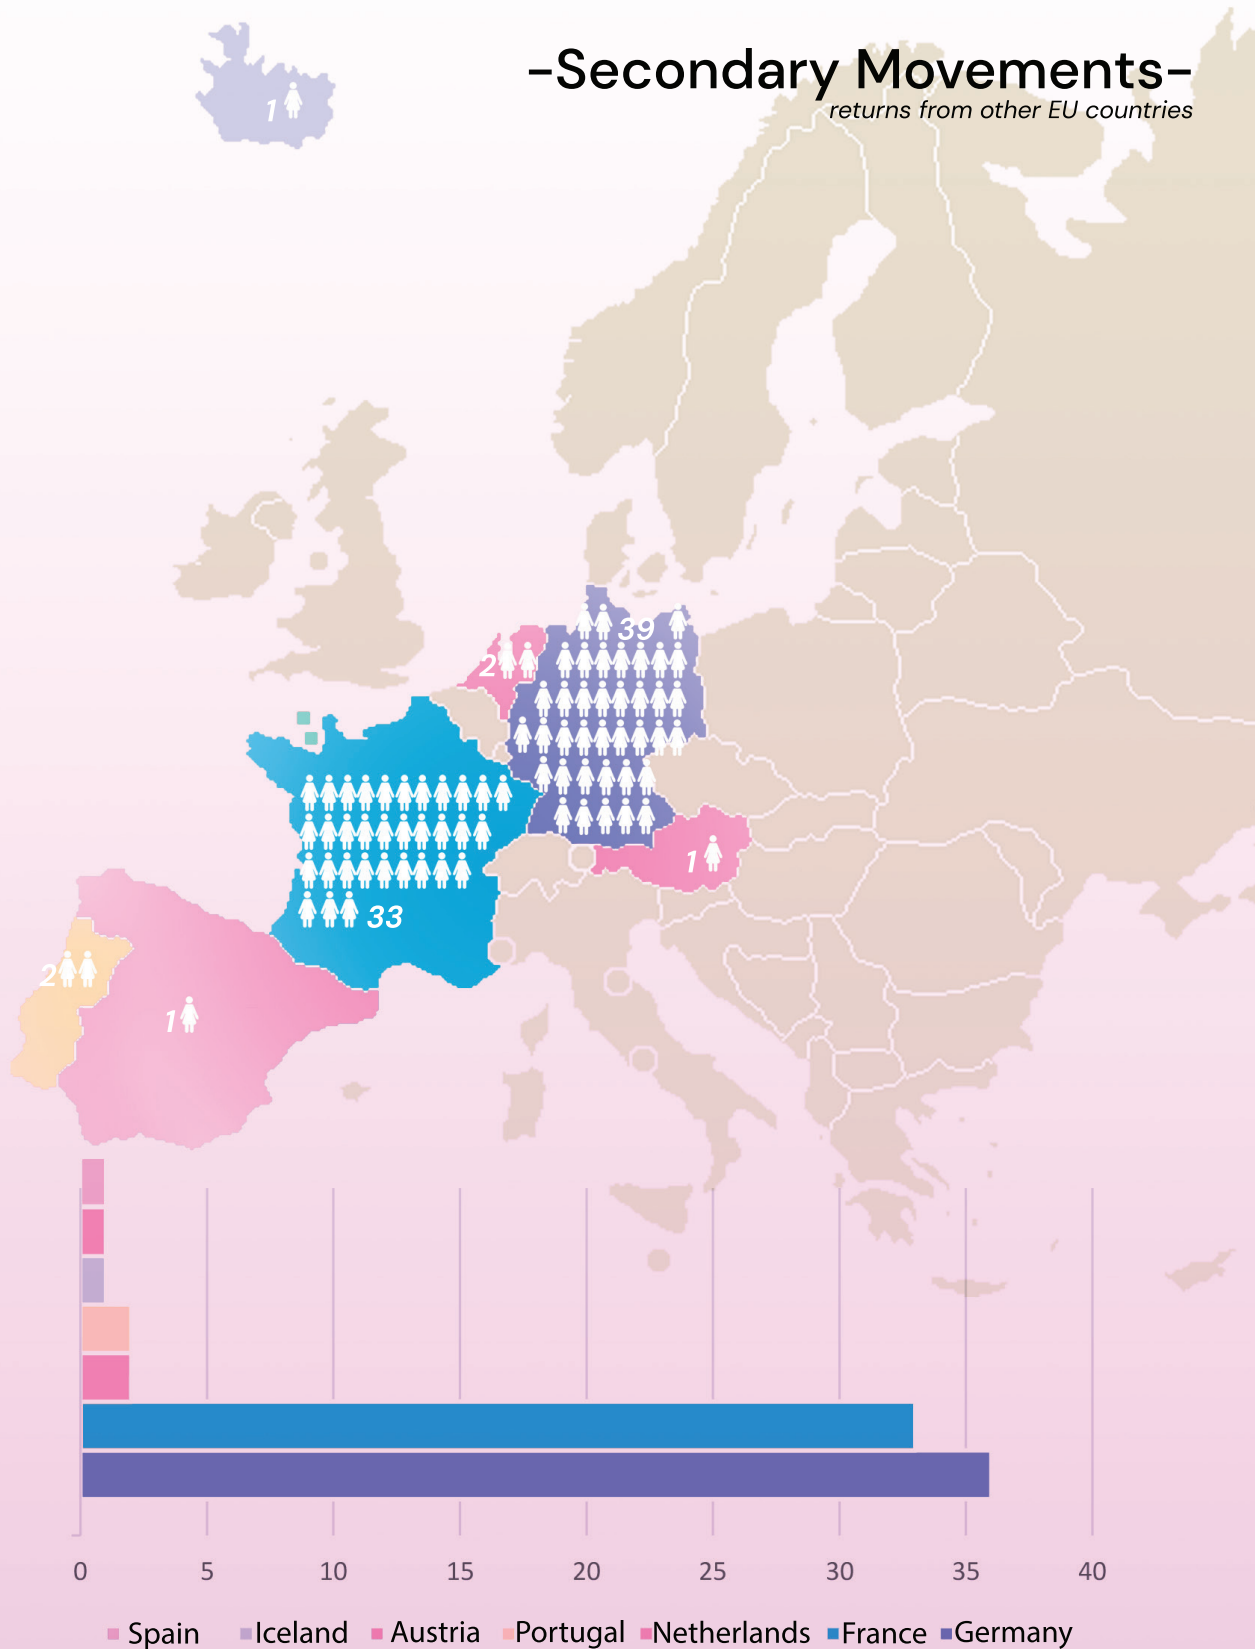 -Secondary Movements-
returns from other EU countries
1
39
2
1
33
2
1
0 5 10 15 20 25 30 35 40
Spain Iceland Austria Portugal Netherlands France Germany